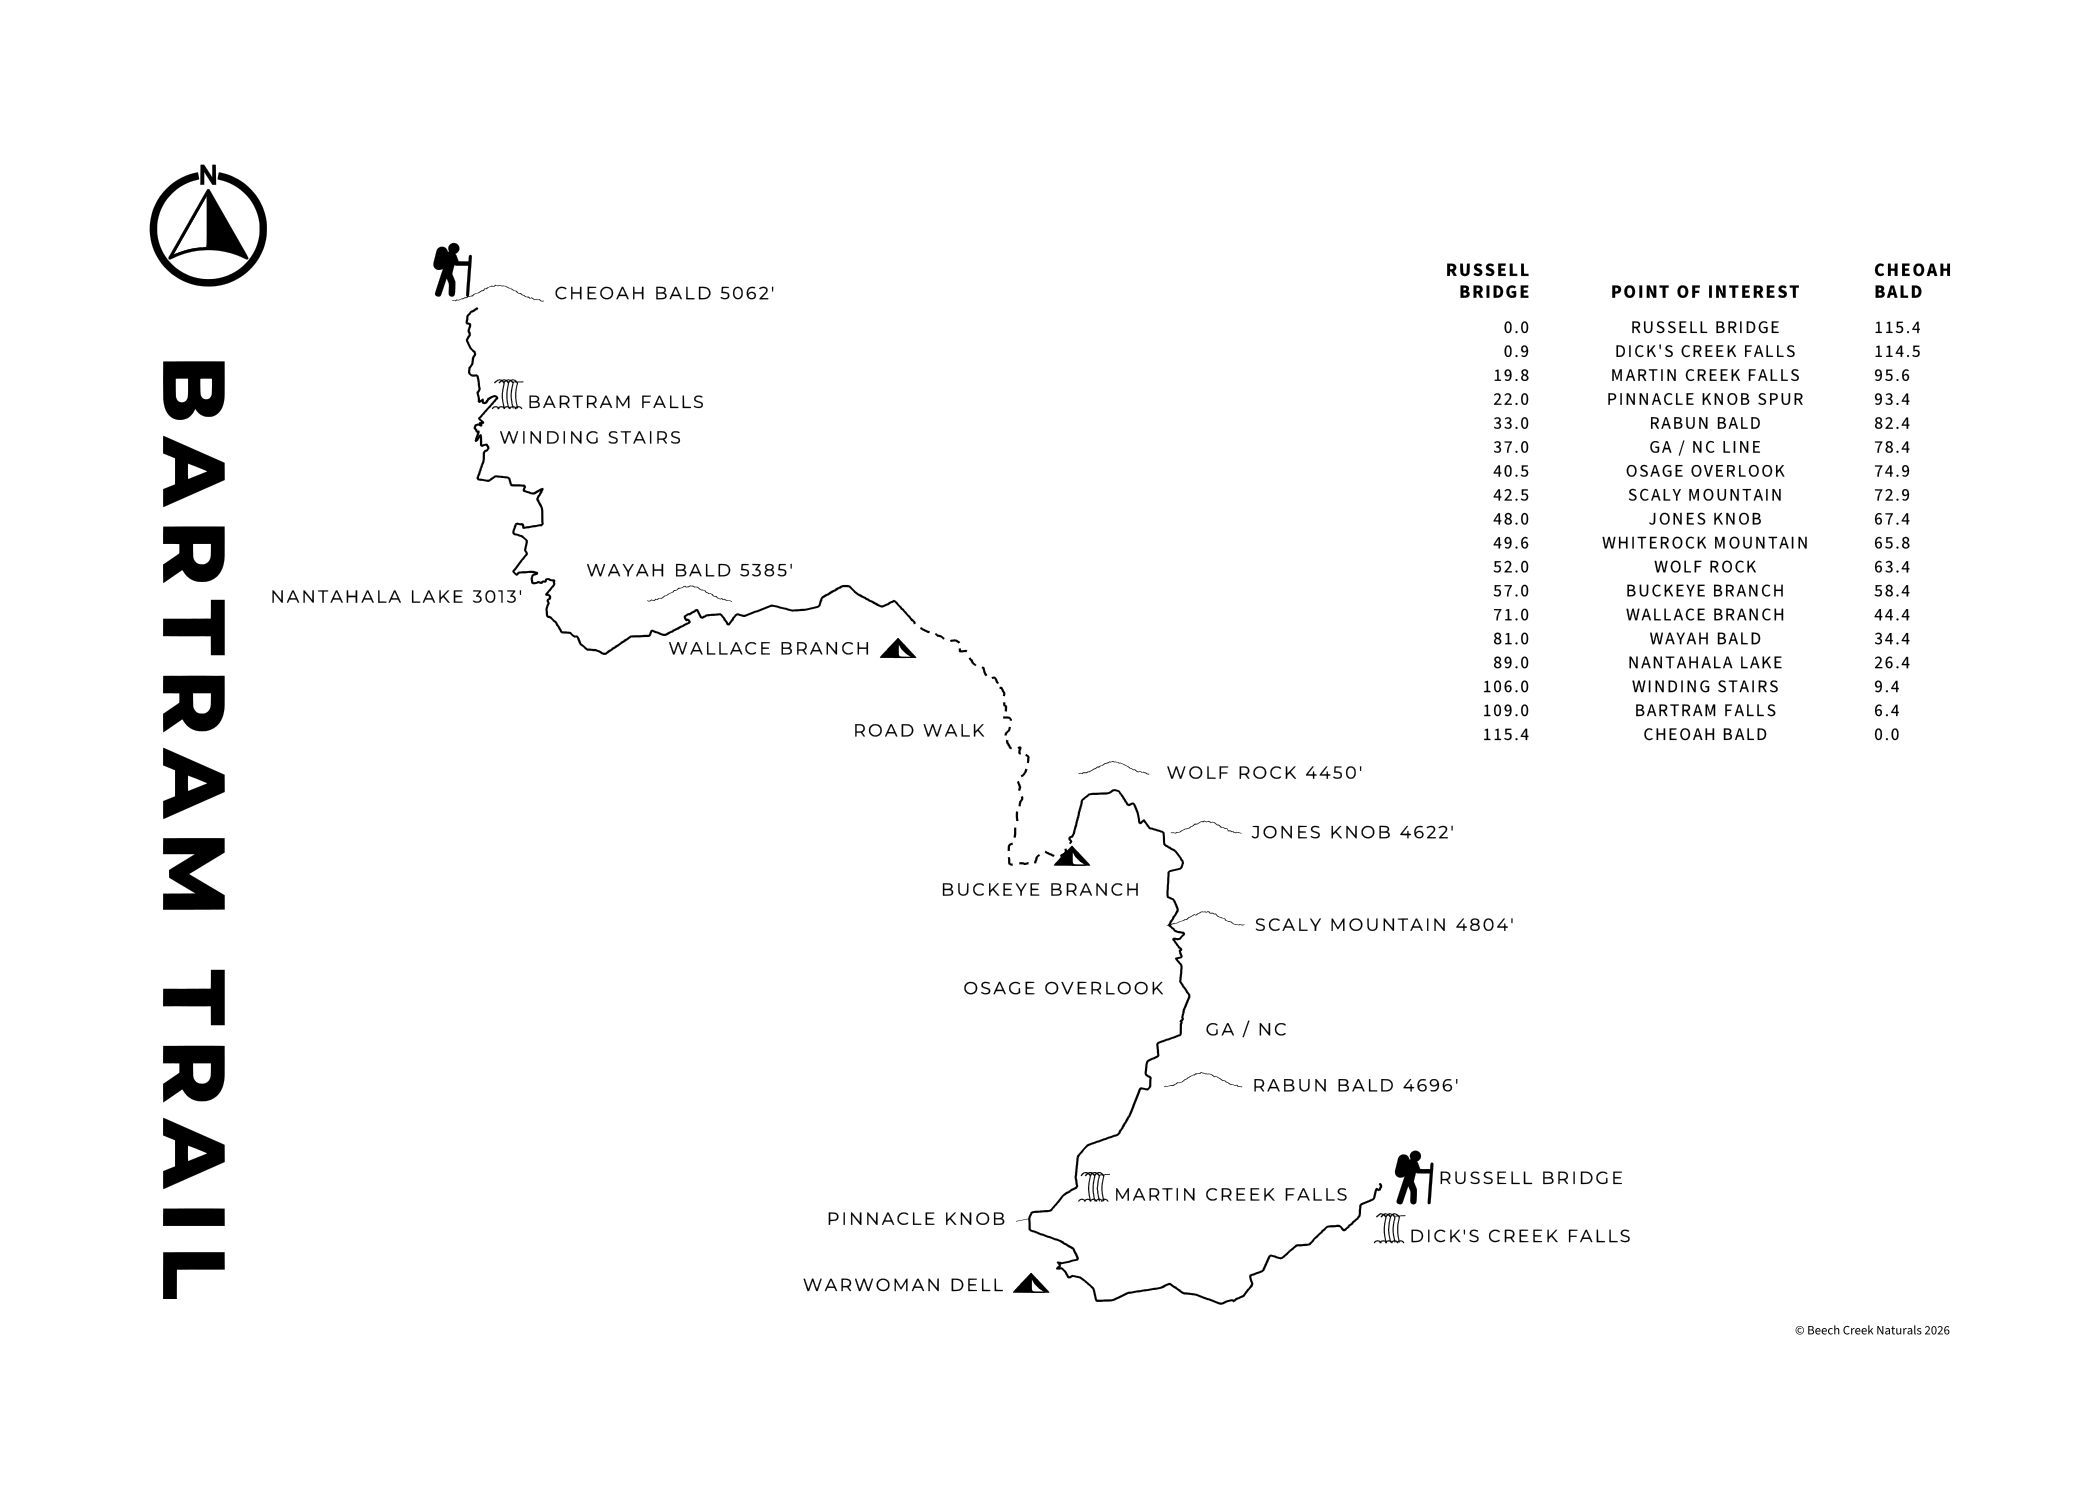 N
BARTRAM TRAIL
CHEOAH BALD 5062'
BARTRAM FALLS
WINDING STAIRS
WAYAH BALD 5385'
NANTAHALA LAKE 3013'
WALLACE BRANCH
ROAD WALK
WOLF ROCK 4450'
JONES KNOB 4622'
BUCKEYE BRANCH
SCALY MOUNTAIN 4804'
OSAGE OVERLOOK
GA / NC
RABUN BALD 4696'
RUSSELL BRIDGE
MARTIN CREEK FALLS
PINNACLE KNOB
DICK'S CREEK FALLS
WARWOMAN DELL
RUSSELL CHEOAH
BRIDGE POINT OF INTEREST BALD
0.0 RUSSELL BRIDGE 115.4
0.9 DICK'S CREEK FALLS 114.5
19.8 MARTIN CREEK FALLS 95.6
22.0 PINNACLE KNOB SPUR 93.4
33.0 RABUN BALD 82.4
37.0 GA / NC LINE 78.4
40.5 OSAGE OVERLOOK 74.9
42.5 SCALY MOUNTAIN 72.9
48.0 JONES KNOB 67.4
49.6 WHITEROCK MOUNTAIN 65.8
52.0 WOLF ROCK 63.4
57.0 BUCKEYE BRANCH 58.4
71.0 WALLACE BRANCH 44.4
81.0 WAYAH BALD 34.4
89.0 NANTAHALA LAKE 26.4
106.0 WINDING STAIRS 9.4
109.0 BARTRAM FALLS 6.4
115.4 CHEOAH BALD 0.0
© Beech Creek Naturals 2026